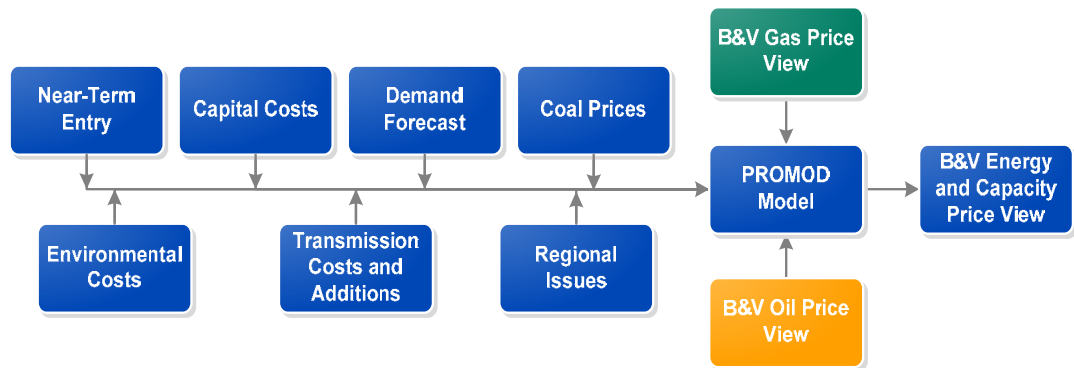 B&V Gas Price
View
Near-Term
Entry
Capital Costs
Demand
Forecast
Coal Prices
PROMOD
Model
B&V Energy
and Capacity
Price View
Environmental
Costs
Transmission
Costs and
Additions
Regional
Issues
B&V Oil Price
View